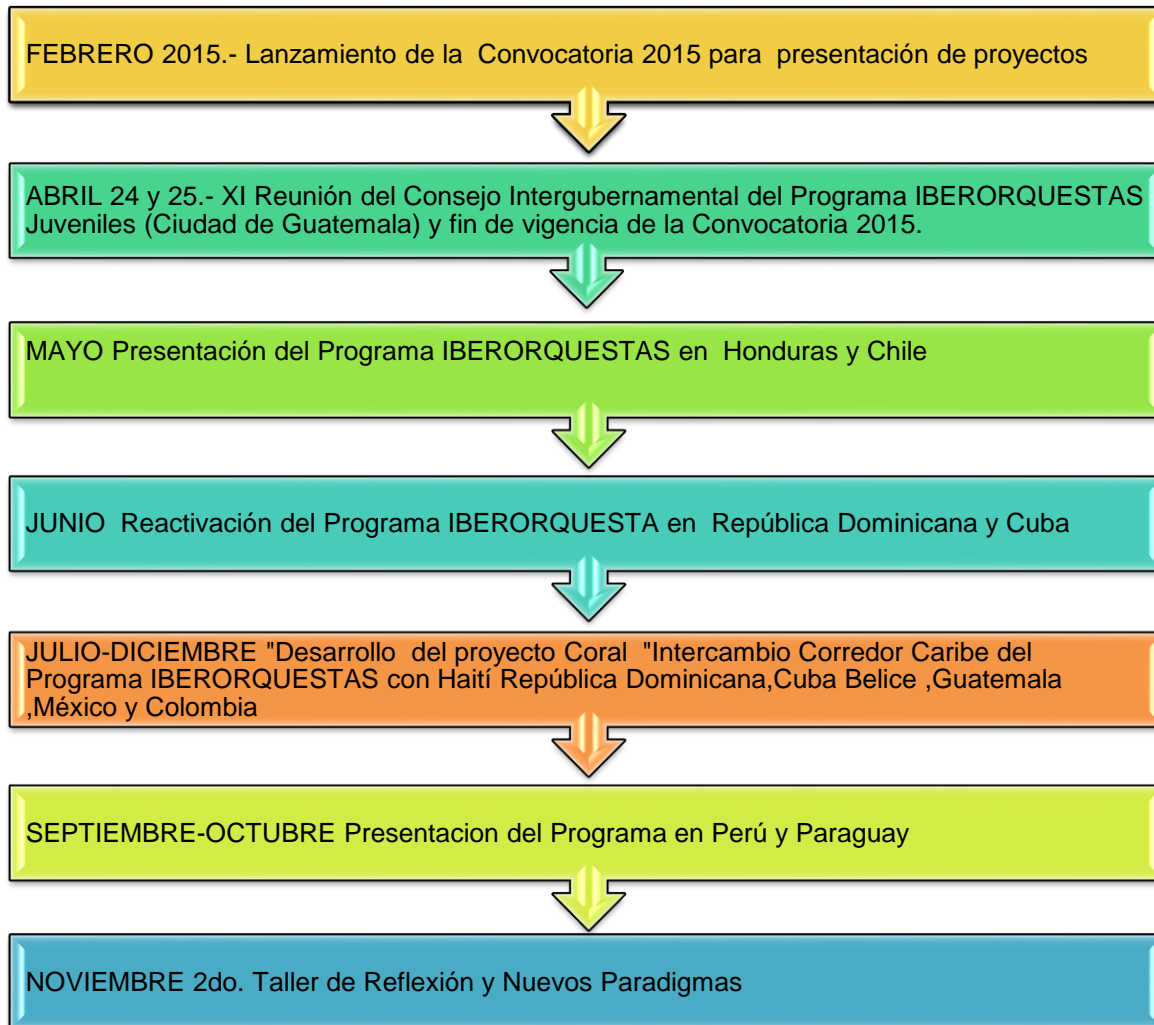 FEBRERO 2015.- Lanzamiento de la Convocatoria 2015 para presentación de proyectos
ABRIL 24 y 25.- XI Reunión del Consejo Intergubernamental del Programa IBERORQUESTAS
Juveniles (Ciudad de Guatemala) y fin de vigencia de la Convocatoria 2015.
MAYO Presentación del Programa IBERORQUESTAS en Honduras y Chile
JUNIO Reactivación del Programa IBERORQUESTA en República Dominicana y Cuba
JULIO-DICIEMBRE "Desarrollo del proyecto Coral "Intercambio Corredor Caribe del
Programa IBERORQUESTAS con Haití República Dominicana,Cuba Belice ,Guatemala
,México y Colombia
SEPTIEMBRE-OCTUBRE Presentacion del Programa en Perú y Paraguay
NOVIEMBRE 2do. Taller de Reflexión y Nuevos Paradigmas